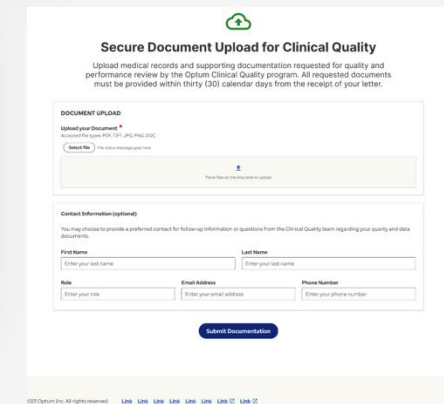 Secure Document Upload for Clinical Quality
Upload medical records and supporting documentation requested for quality and
performance review by the Optum Clinical Quality program. All requested documents
must be provided within thirty (30) calendar days from the receipt of your letter.
DOCUMENT UPLOAD
Upload your Document *
Accepted file types: PDF, TIFF, JPG, PNG, DOC
Select file File status message goes here
Place files on the drop area to upload
Contact Information (optional)
You may choose to provide a preferred contact for follow-up information or questions from the Clinical Quality team regarding your quality and data
documents.
First Name Last Name
Enter your last name Enter your last name
Role Email Address Phone Number
Enter your role Enter your email address Enter your phone number
Submit Documentation
023 Optum Inc. All rights reserved. Link Link Link Link Link Link Link Link